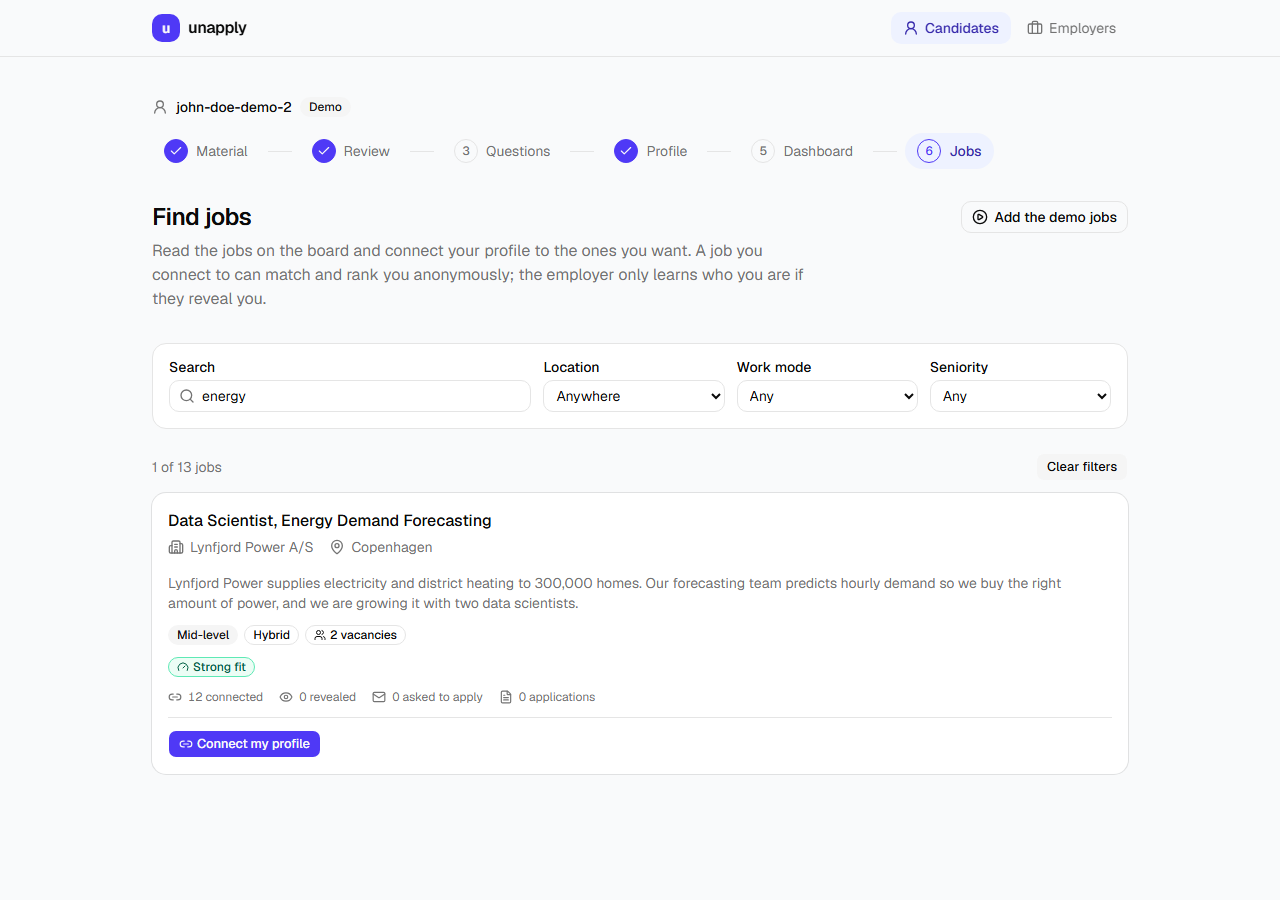 u unapply
Candidates Employers
john-doe-demo-2 Demo
Material Review 3 Questions Profile 5 Dashboard 6 Jobs
Find jobs
Add the demo jobs
Read the jobs on the board and connect your profile to the ones you want. A job you
connect to can match and rank you anonymously; the employer only learns who you are if
they reveal you.
Search Location Work mode Seniority
energy Anywhere Any Any
1 of 13 jobs Clear filters
Data Scientist, Energy Demand Forecasting
Lynfjord Power A/S Copenhagen
Lynfjord Power supplies electricity and district heating to 300,000 homes. Our forecasting team predicts hourly demand so we buy the right
amount of power, and we are growing it with two data scientists.
Mid-level Hybrid 2 vacancies
Strong fit
12 connected 0 revealed 0 asked to apply 0 applications
Connect my profile